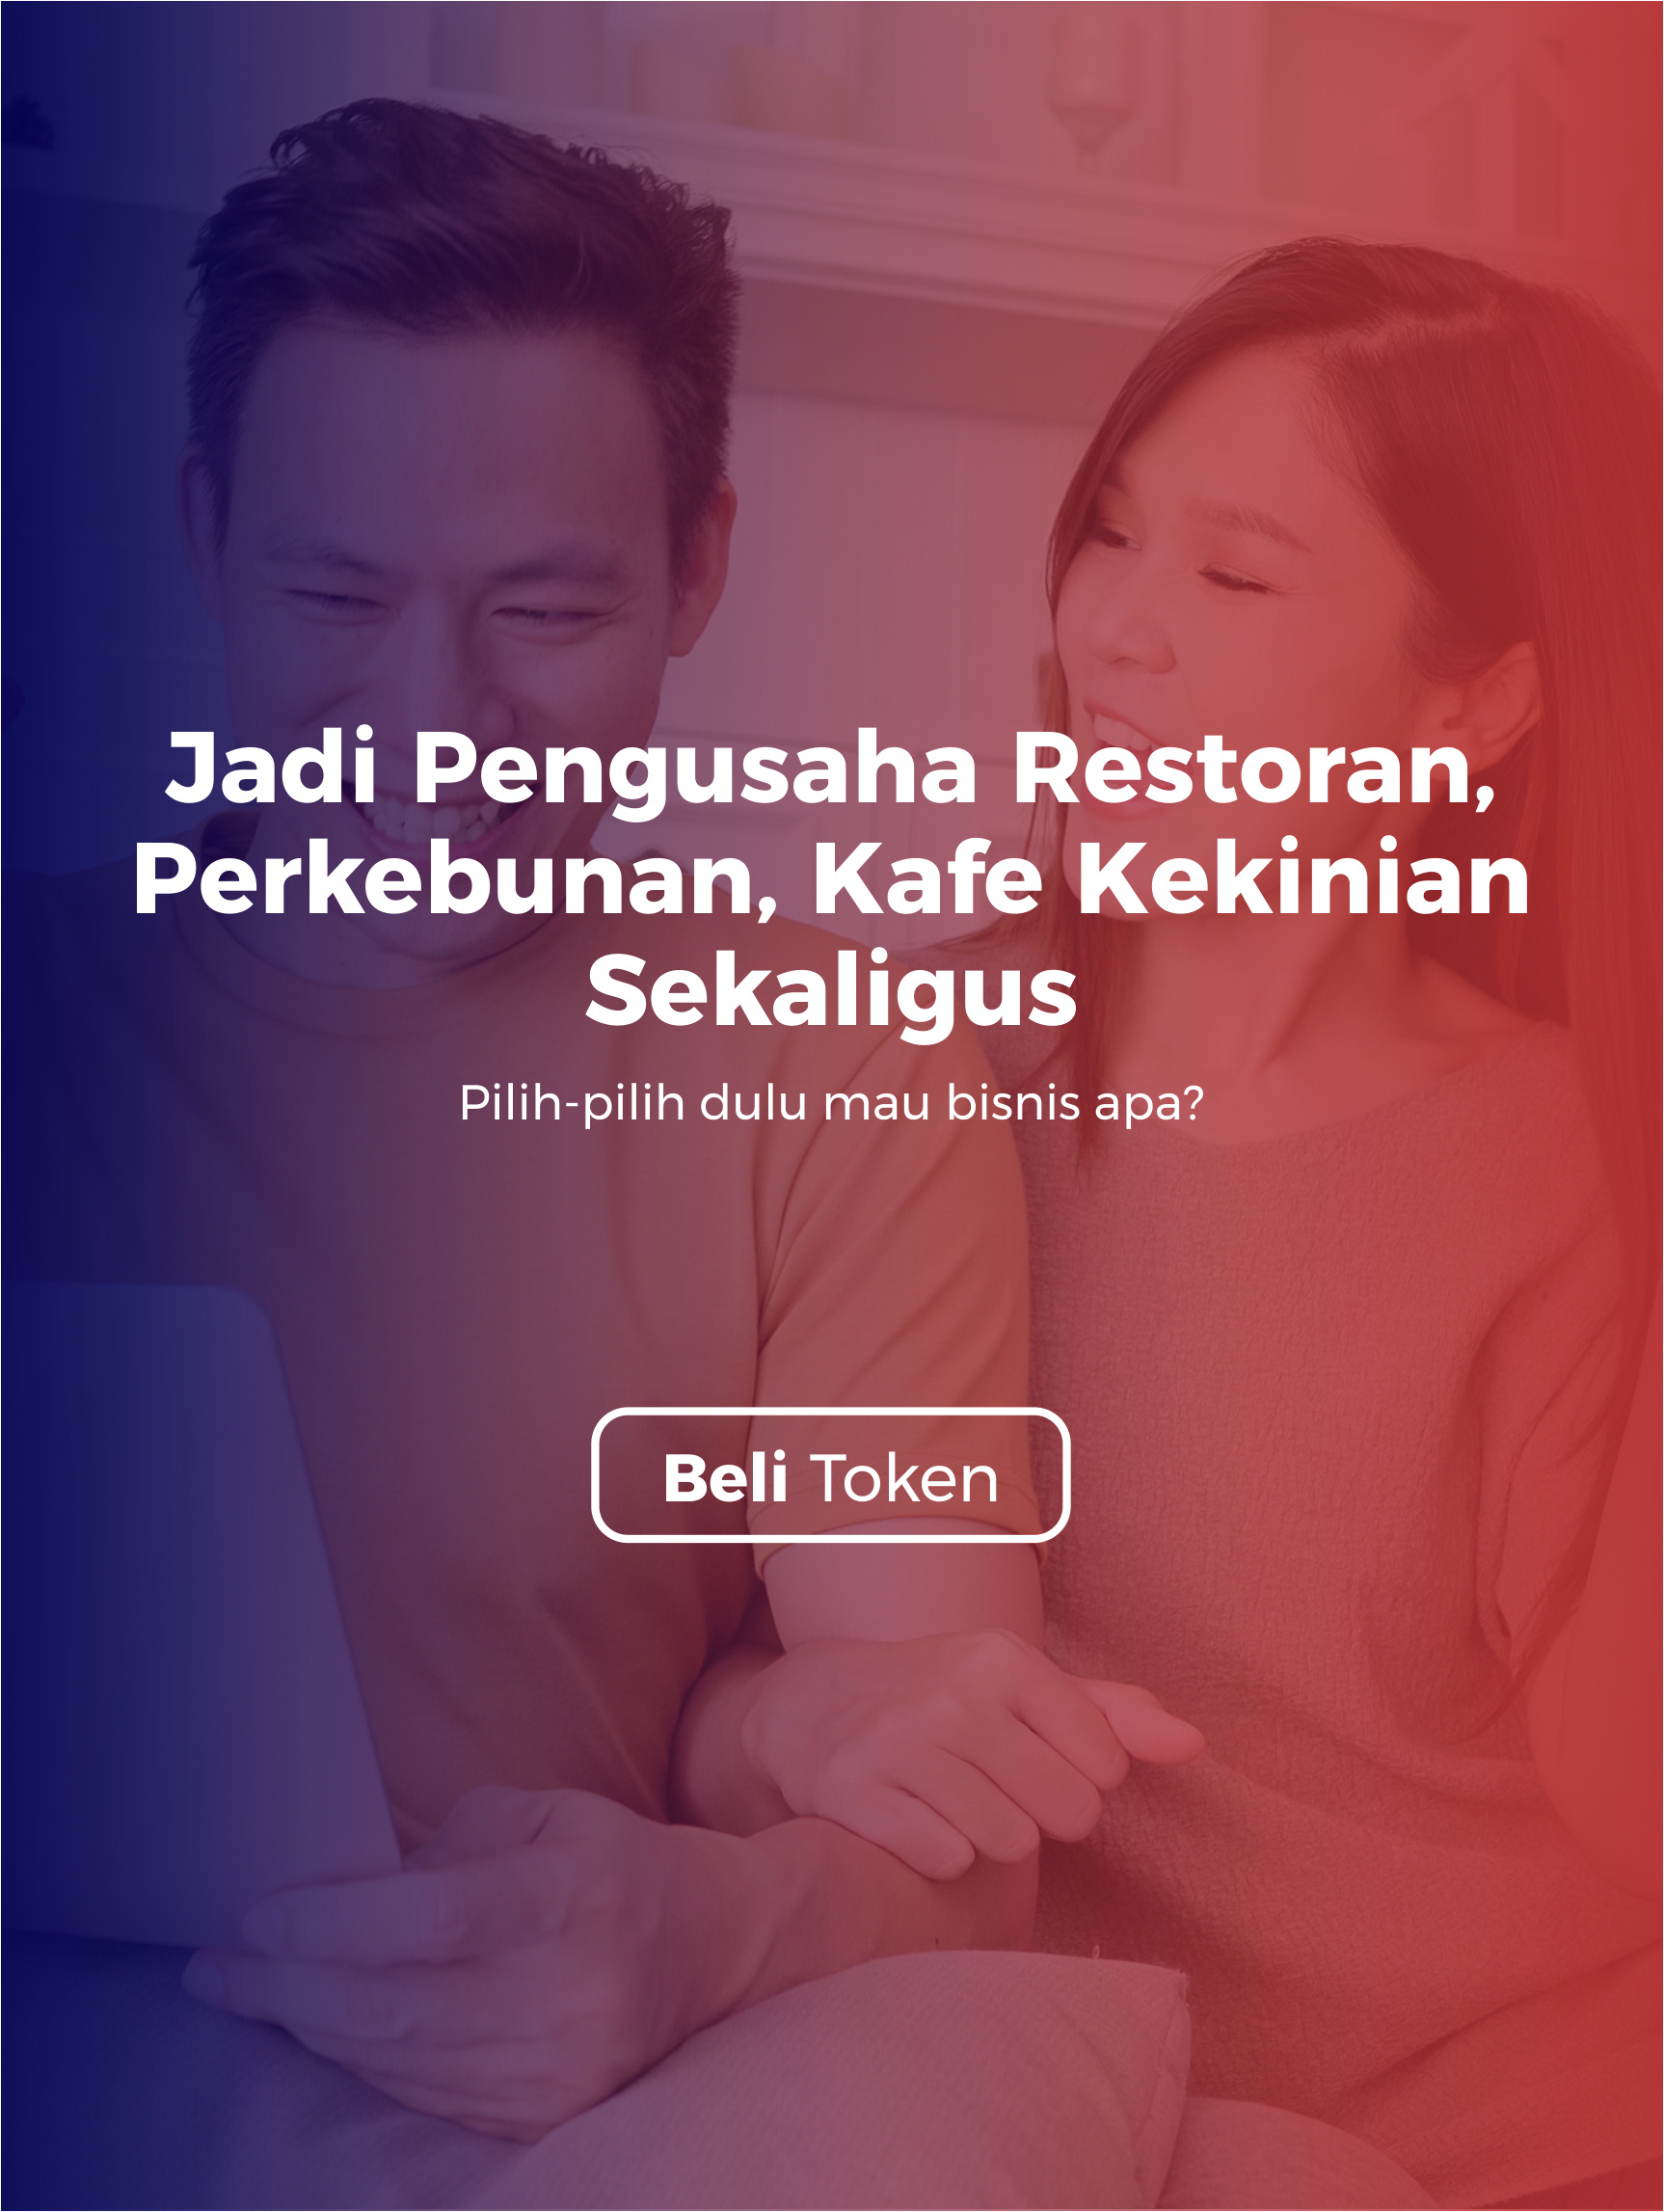 Jadi Pengusaha Restoran,
Perkebunan, Kafe Kekinian
Sekaligus
Pilih-pilih dulu mau bisnis apa?
Beli Token